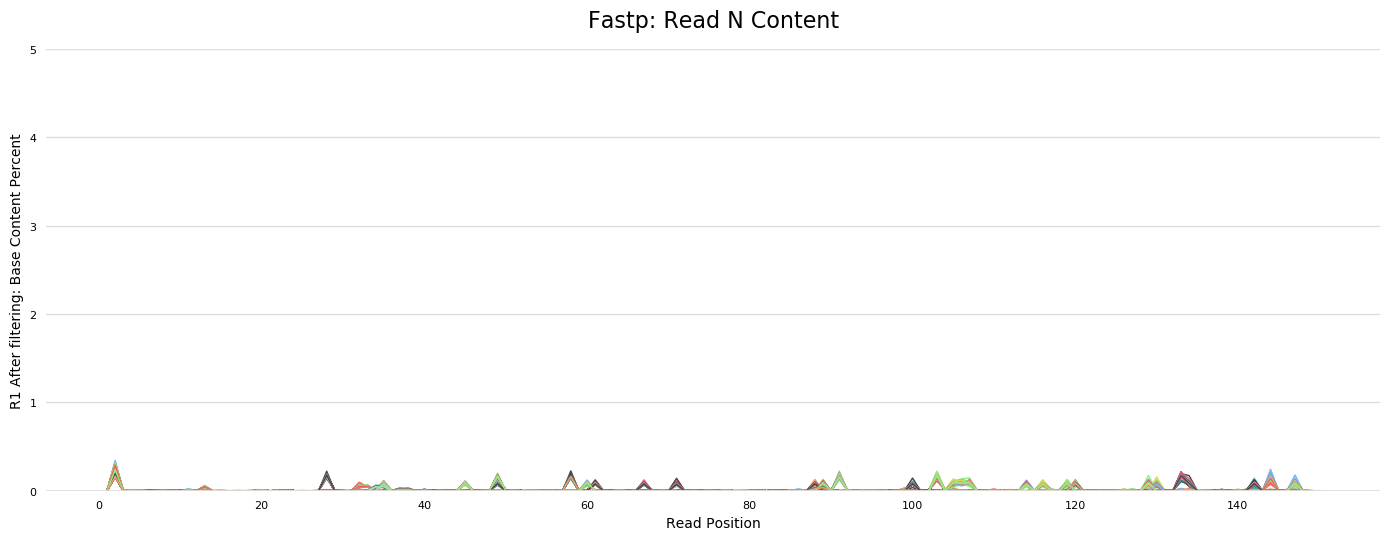 Fastp: Read N Content
R1 After filtering: Base Content Percent
5
4
3
2
1
0
0 20 40 60 80 100 120 140
Read Position